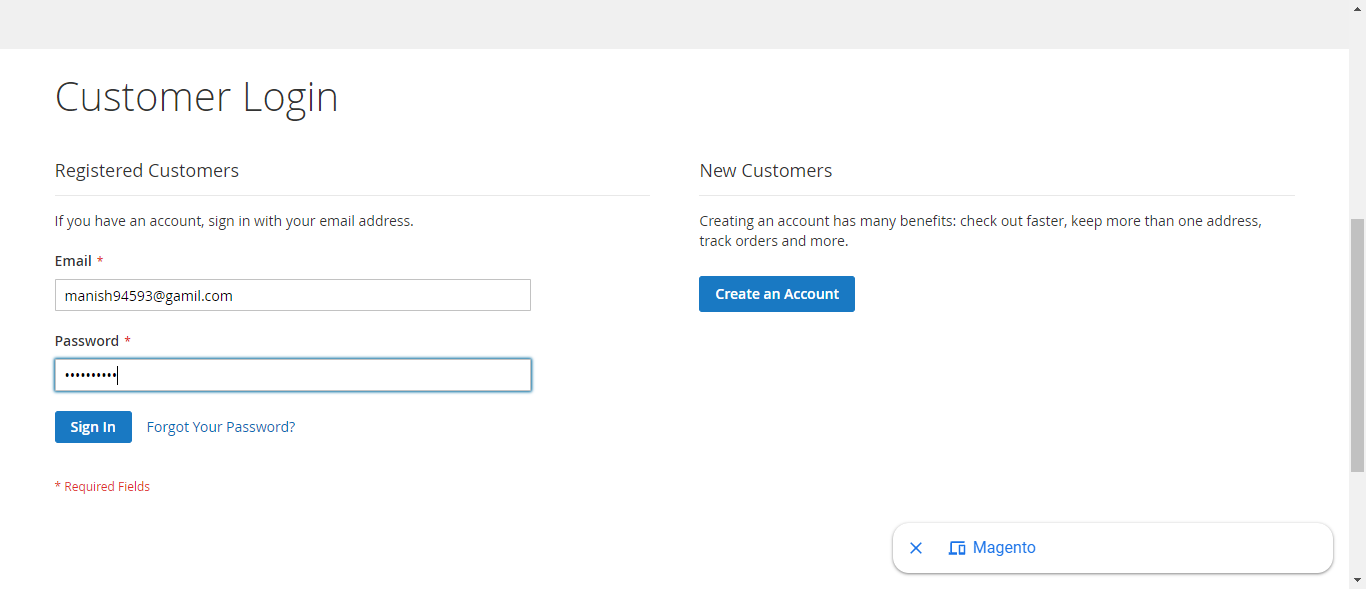 Customer Login
Registered Customers
If you have an account, sign in with your email address.
Email *
manish94593@gamil.com
Password *
••••••••••
Sign In
Forgot Your Password?
* Required Fields
New Customers
Creating an account has many benefits: check out faster, keep more than one address,
track orders and more.
Create an Account
Magento